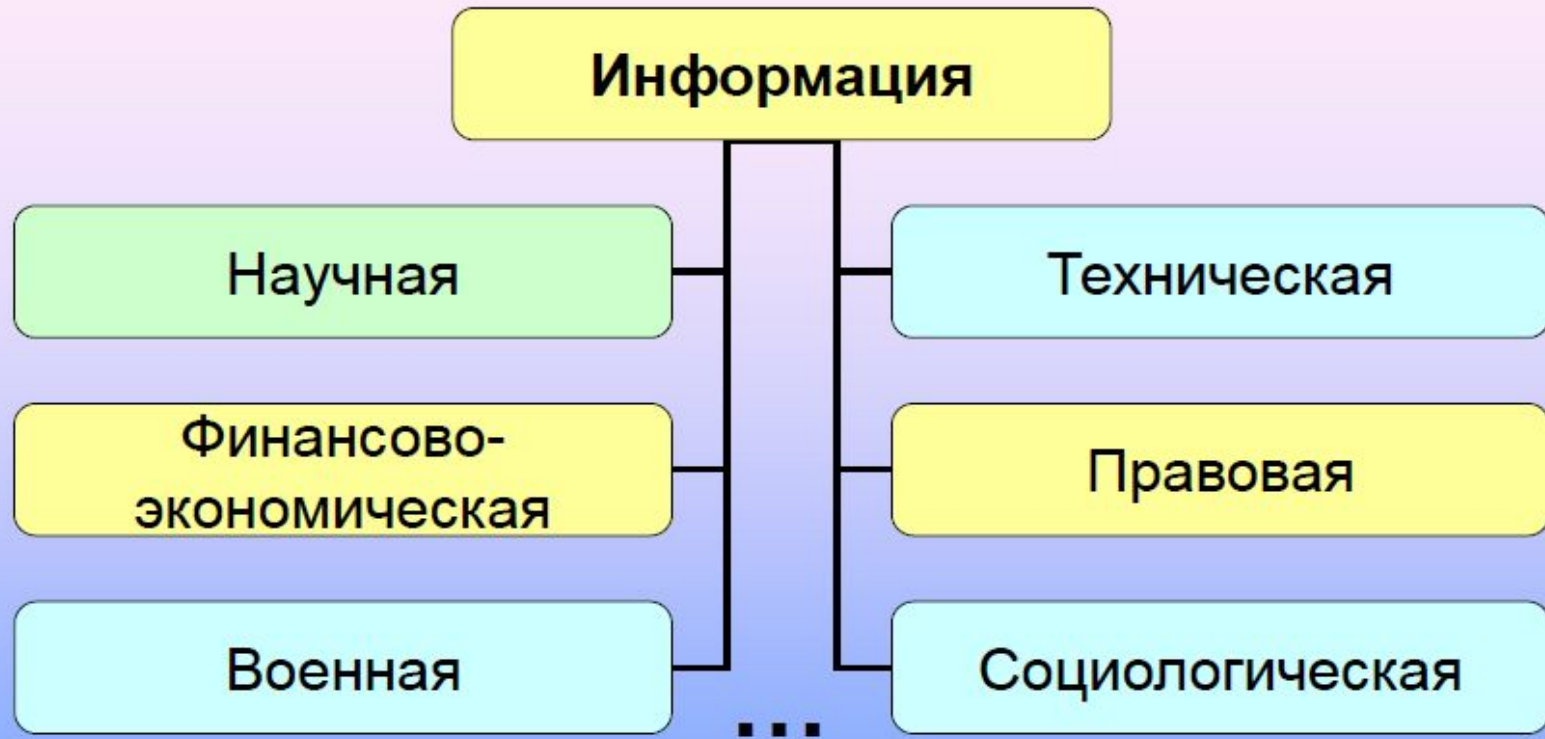 Информация
Научная
Техническая
Финансово-
экономическая
Правовая
Военная
Социологическая
...